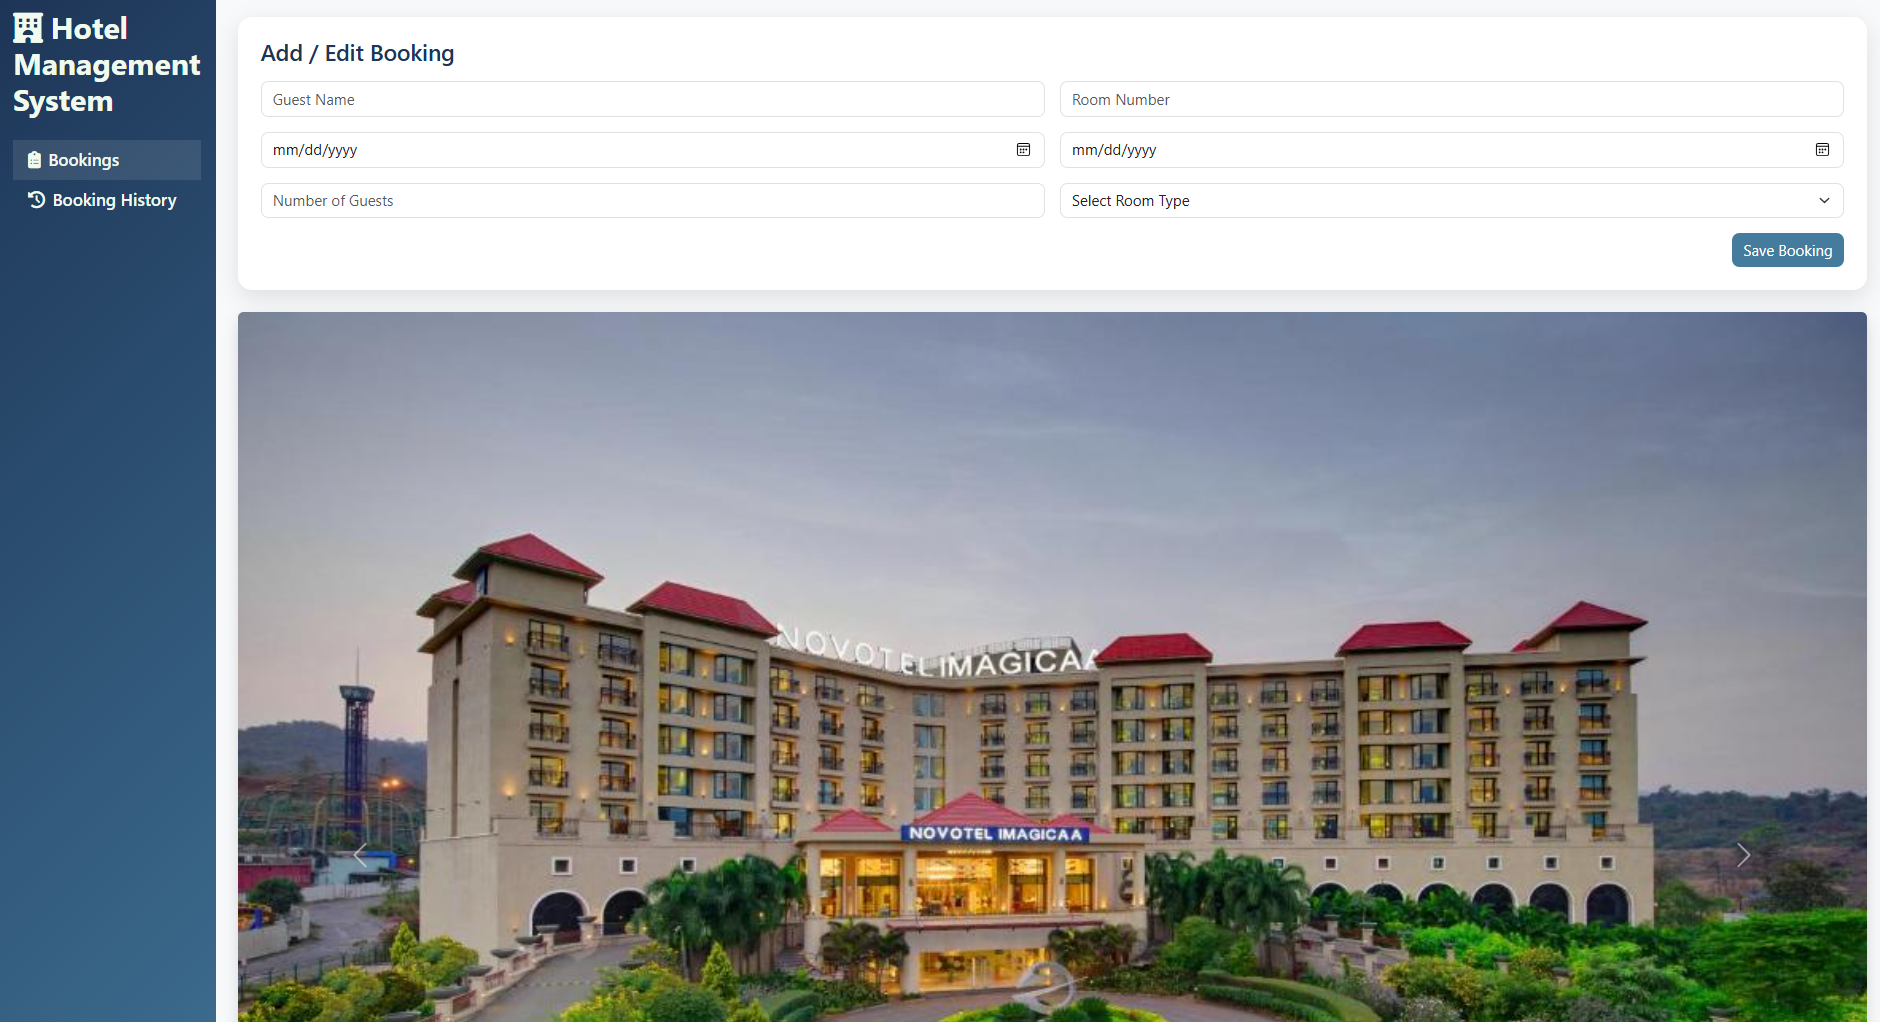 Hotel
Management
System
Bookings
Booking History
Add / Edit Booking
Guest Name
Room Number
mm/dd/yyyy
mm/dd/yyyy
Number of Guests
Select Room Type
Save Booking
NOVOTEL IMAGICAA
NOVOTEL IMAGICAA